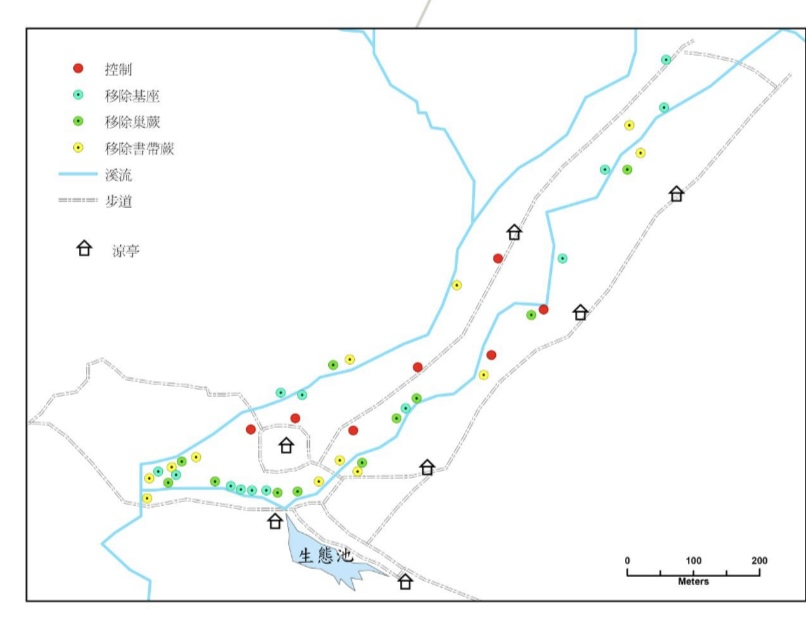 控制
移除基座
移除巢蕨
移除書帶蕨
溪流
步道
涼亭
生態池
0 100 200
Meters